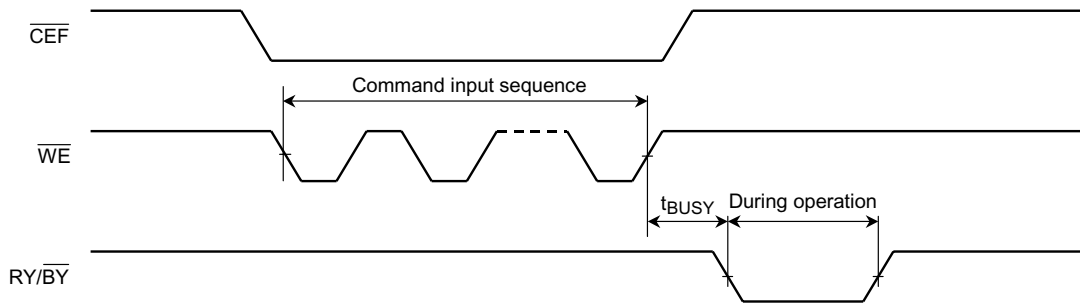 CEF
Command input sequence
WE
tBUSY
During operation
RY/BY